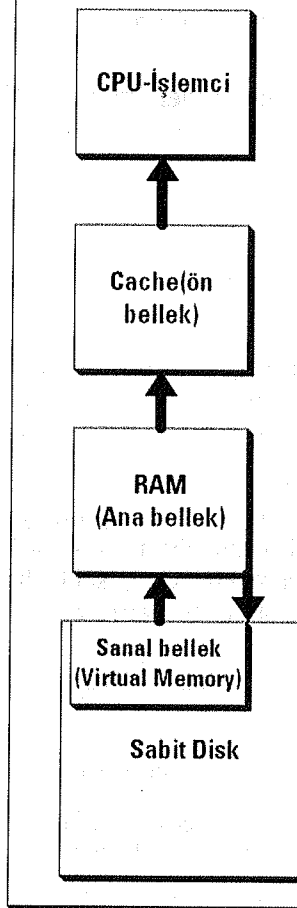 CPU-İşlemci
Cache(ön
bellek)
RAM
(Ana bellek)
Sanal bellek
(Virtual Memory)
Sabit Disk